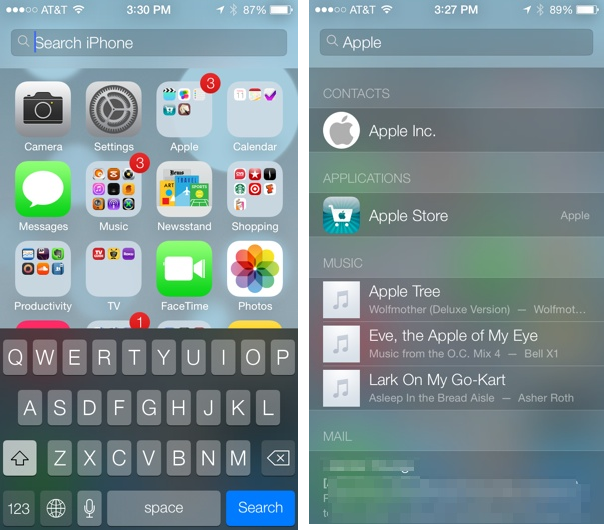 AT&T 3:30 PM 87%
Search iPhone
3
Camera Settings Apple Calendar
3
Messages Music Newsstand Shopping
Productivity TV FaceTime Photos
1
Q W E R T Y U I O P
A S D F G H J K L
Z X C V B N M
123 space Search
AT&T 3:27 PM 89%
Apple
CONTACTS
Apple Inc.
APPLICATIONS
Apple Store Apple
MUSIC
Apple Tree
Wolfmother (Deluxe Version) — Wolfmot...
Eve, the Apple of My Eye
Music from the O.C. Mix 4 — Bell X1
Lark On My Go-Kart
Asleep In the Bread Aisle — Asher Roth
MAIL